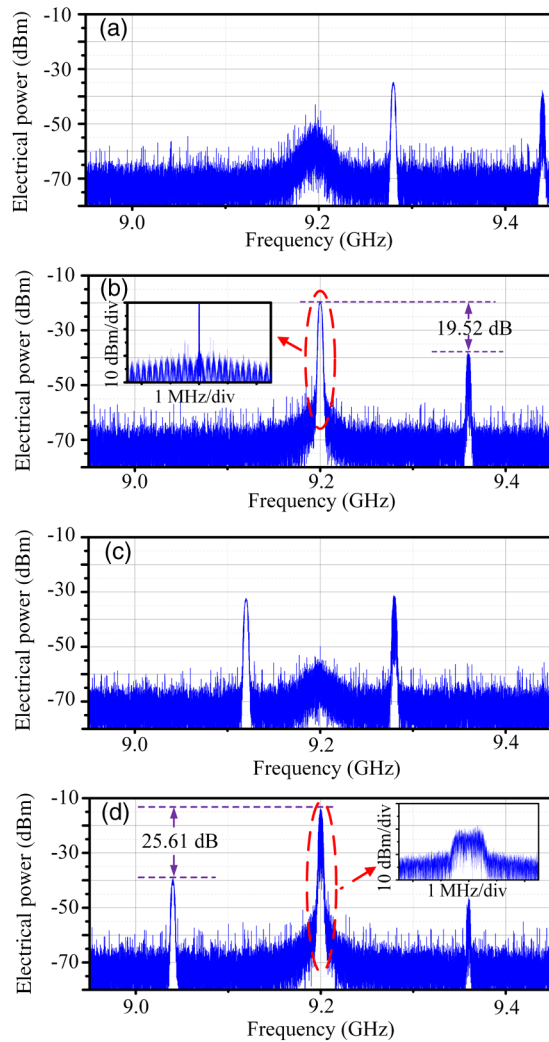 (a)
Electrical power (dBm)
-10
-30
-50
-70
9.0
9.2
9.4
Frequency (GHz)
(b)
Electrical power (dBm)
-10
-30
-50
-70
10 dBm/div
1 MHz/div
19.52 dB
9.0
9.2
9.4
Frequency (GHz)
(c)
Electrical power (dBm)
-10
-30
-50
-70
9.0
9.2
9.4
Frequency (GHz)
(d)
Electrical power (dBm)
-10
-30
-50
-70
25.61 dB
10 dBm/div
1 MHz/div
9.0
9.2
9.4
Frequency (GHz)